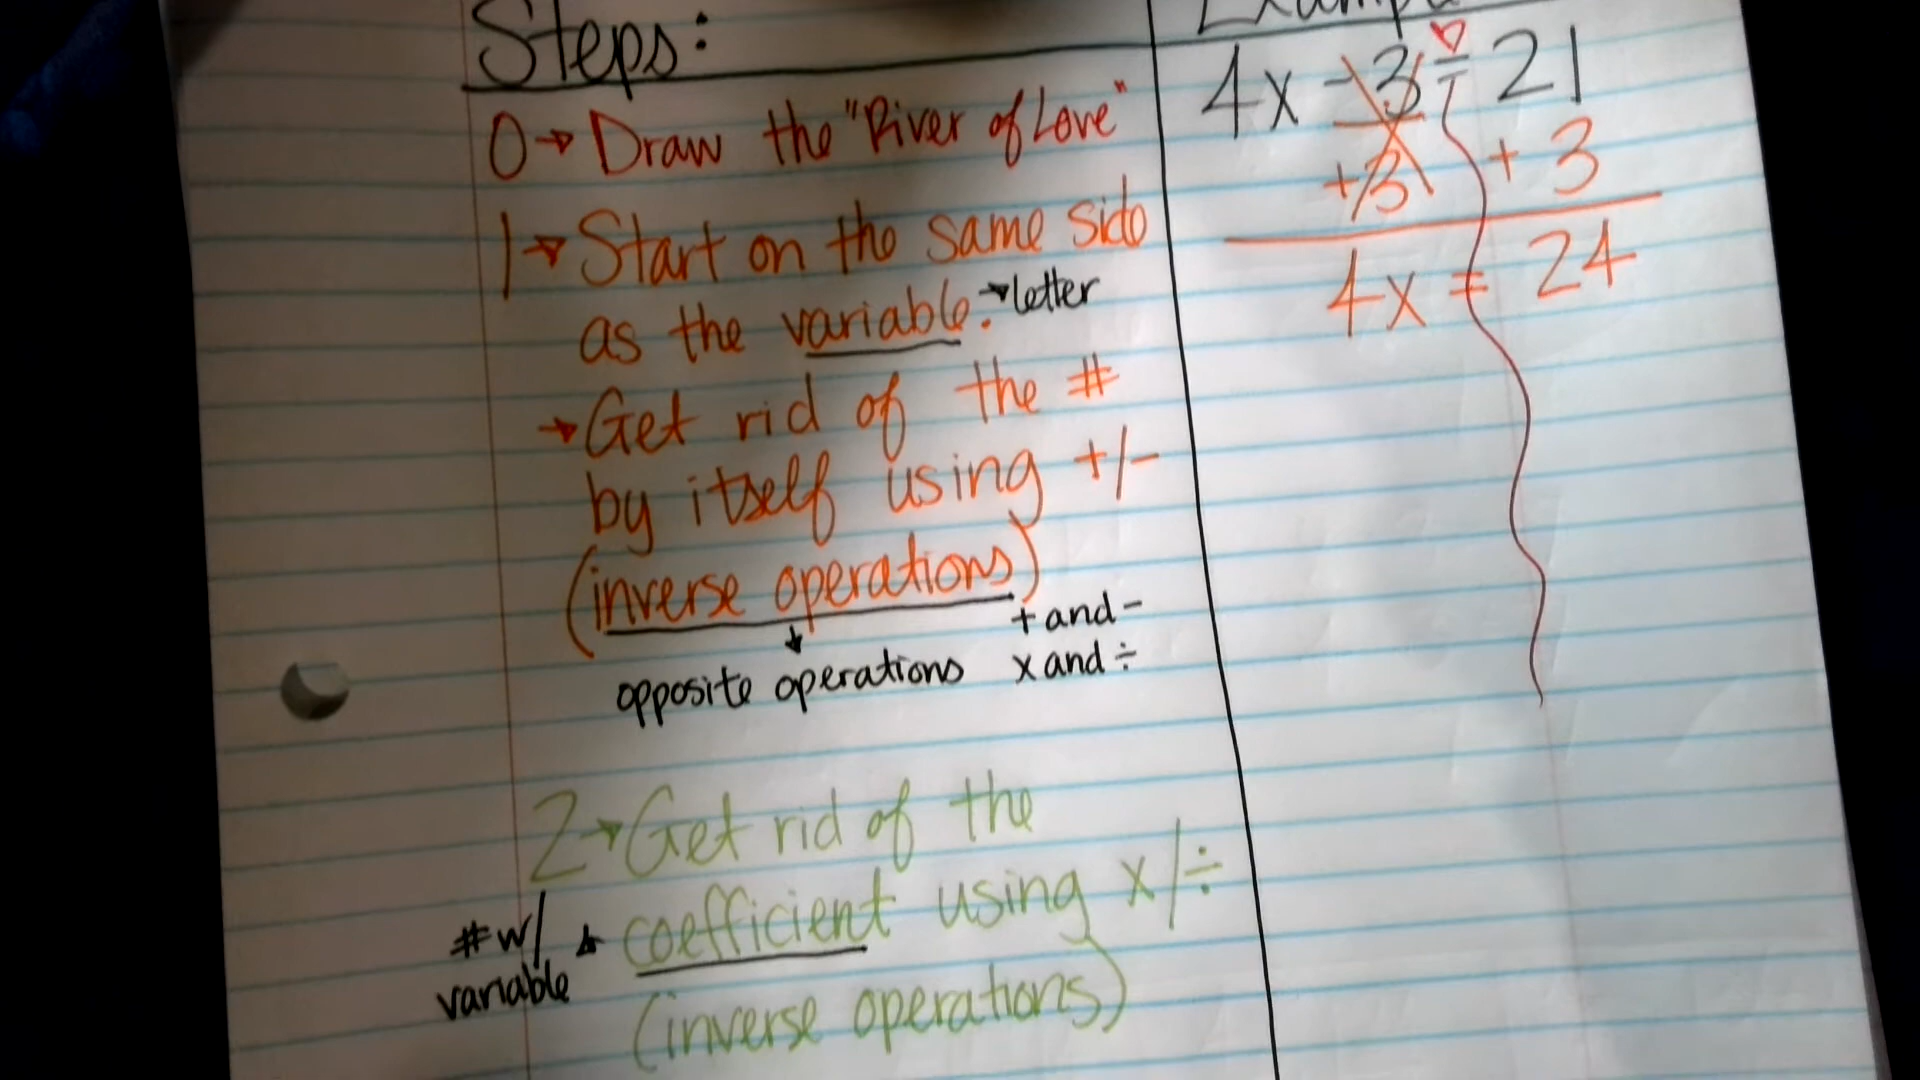 Steps:
0→ Draw the "River of Love"
1→ Start on the same side
as the variable. →letter
→Get rid of the #
by itself using +/-
(inverse operations)
+ and -
opposite operations x and ÷
2→Get rid of the
#w/ coefficient using x/÷
variable
(inverse operations)
4x - 3 = 21
+3 + 3
4x = 24